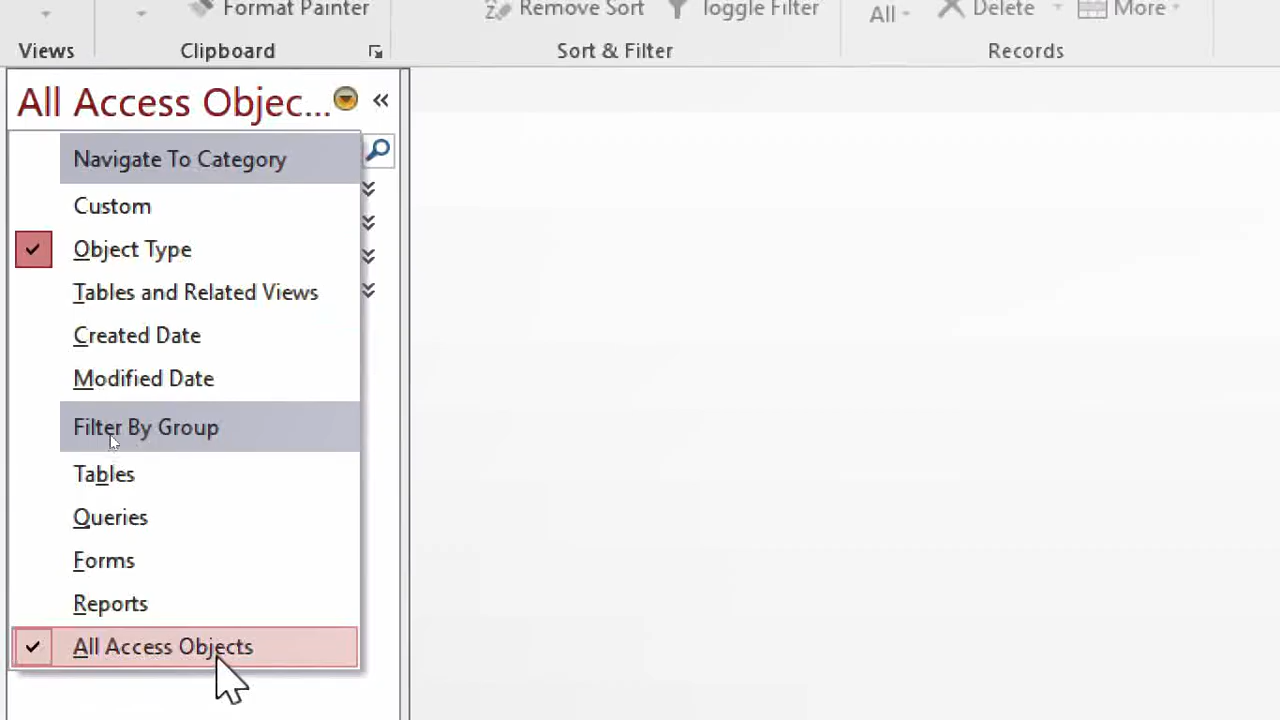 Format Painter
Remove Sort
Toggle Filter
All
Delete
More
Views
Clipboard
Sort & Filter
Records
All Access Objec...
Navigate To Category
Custom
Object Type
Tables and Related Views
Created Date
Modified Date
Filter By Group
Tables
Queries
Forms
Reports
All Access Objects